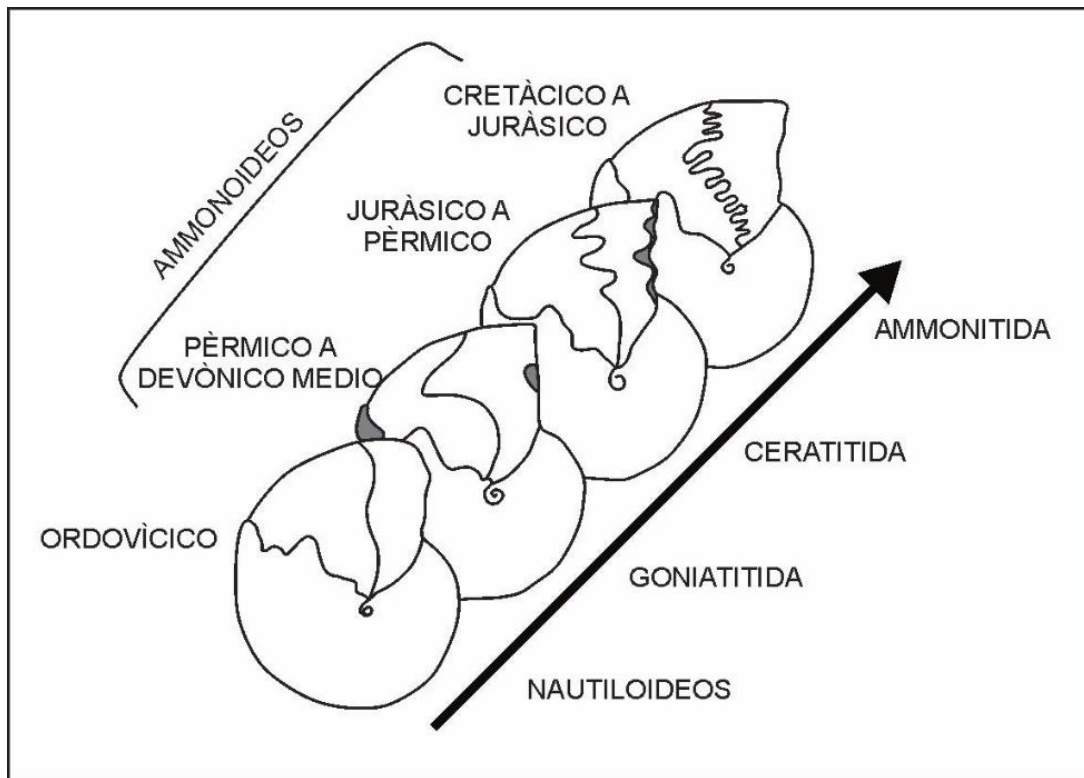 AMMONOIDEOS
CRETÀCICO A
JURÀSICO
JURÀSICO A
PÈRMICO
PÈRMICO A
DEVÒNICO MEDIO
ORDOVÌCICO
AMMONITIDA
CERATITIDA
GONIATITIDA
NAUTILOIDEOS